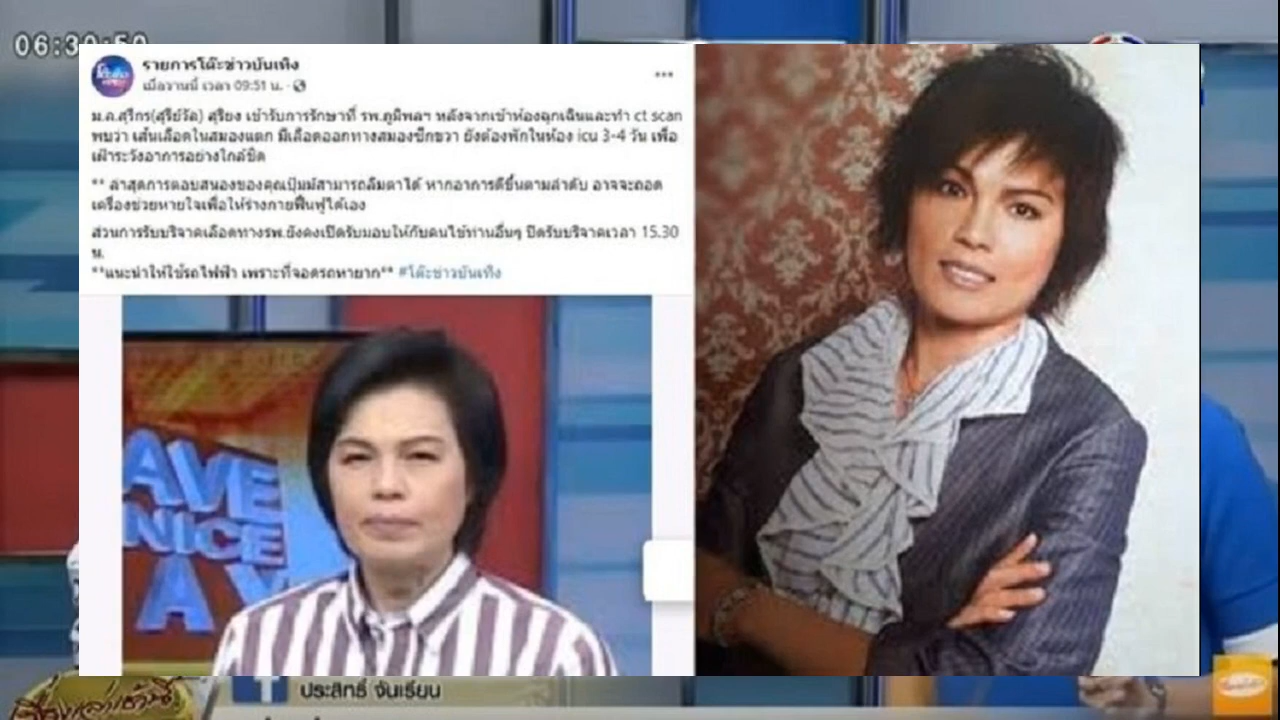 06:30:50
รายการโต๊ะข่าวบันเทิง
เมื่อวานนี้ เวลา 09:51 น. ·
ม.ล.สุรีกร(สุรีย์วัล) สุริยง เข้ารับการรักษาที่ รพ.ภูมิพลฯ หลังจากเข้าห้องฉุกเฉินและทำ ct scan
พบว่า เส้นเลือดในสมองแตก มีเลือดออกทางสมองซีกขวา ยังต้องพักในห้อง icu 3-4 วัน เพื่อ
เฝ้าระวังอาการอย่างใกล้ชิด
** ล่าสุดการตอบสนองของคุณปุ้มมี่สามารถลืมตาได้ หากอาการดีขึ้นตามลำดับ อาจจะถอด
เครื่องช่วยหายใจเพื่อให้ร่างกายฟื้นฟูได้เอง
ส่วนการรับบริจาคเลือดทางรพ.ยังคงเปิดรับมอบให้กับคนไข้ท่านอื่นๆ ปิดรับบริจาคเวลา 15.30
น.
**แนะนำให้ใช้รถไฟฟ้า เพราะที่จอดรถหายาก** #โต๊ะข่าวบันเทิง
AVE
NICE
AY
ประสิทธิ์ จันเรียน